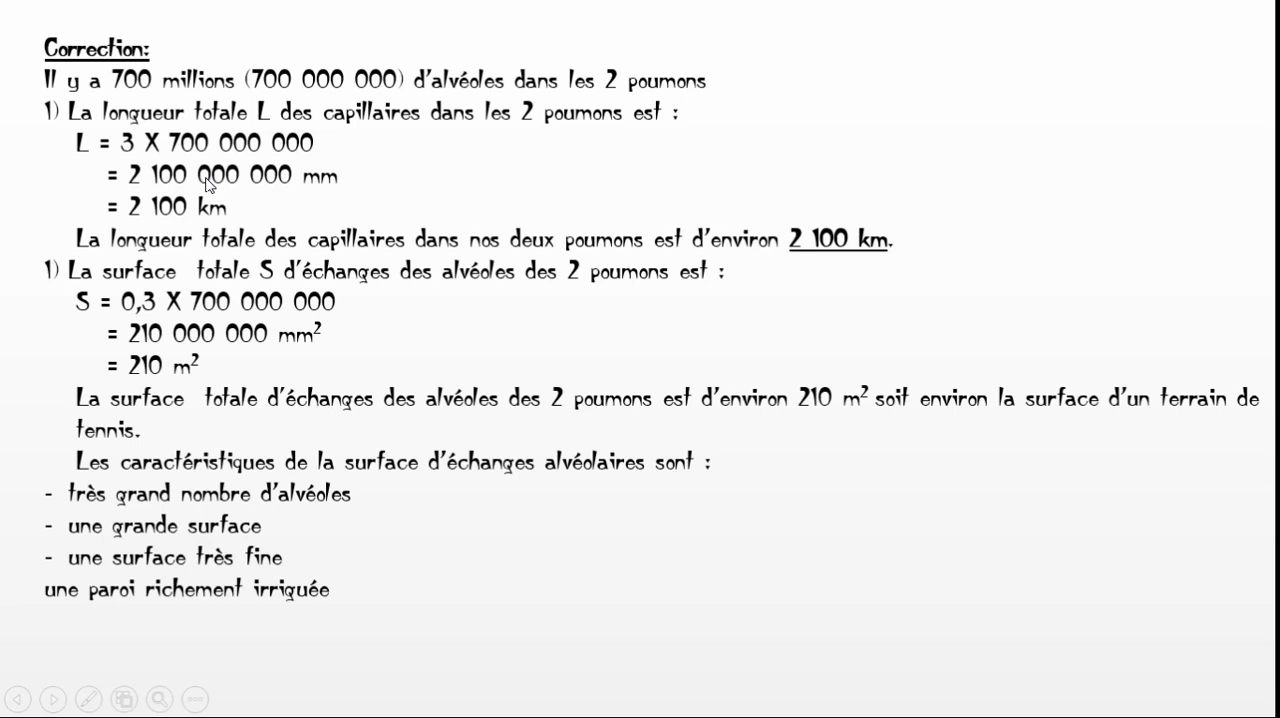 Correction:
Il y a 700 millions (700 000 000) d'alvéoles dans les 2 poumons
1) La longueur totale L des capillaires dans les 2 poumons est :
L = 3 X 700 000 000
= 2 100 000 000 mm
= 2 100 km
La longueur totale des capillaires dans nos deux poumons est d'environ 2 100 km.
1) La surface totale S d'échanges des alvéoles des 2 poumons est :
S = 0,3 X 700 000 000
= 210 000 000 mm²
= 210 m²
La surface totale d'échanges des alvéoles des 2 poumons est d'environ 210 m² soit environ la surface d'un terrain de
tennis.
Les caractéristiques de la surface d'échanges alvéolaires sont :
- très grand nombre d'alvéoles
- une grande surface
- une surface très fine
une paroi richement irriguée